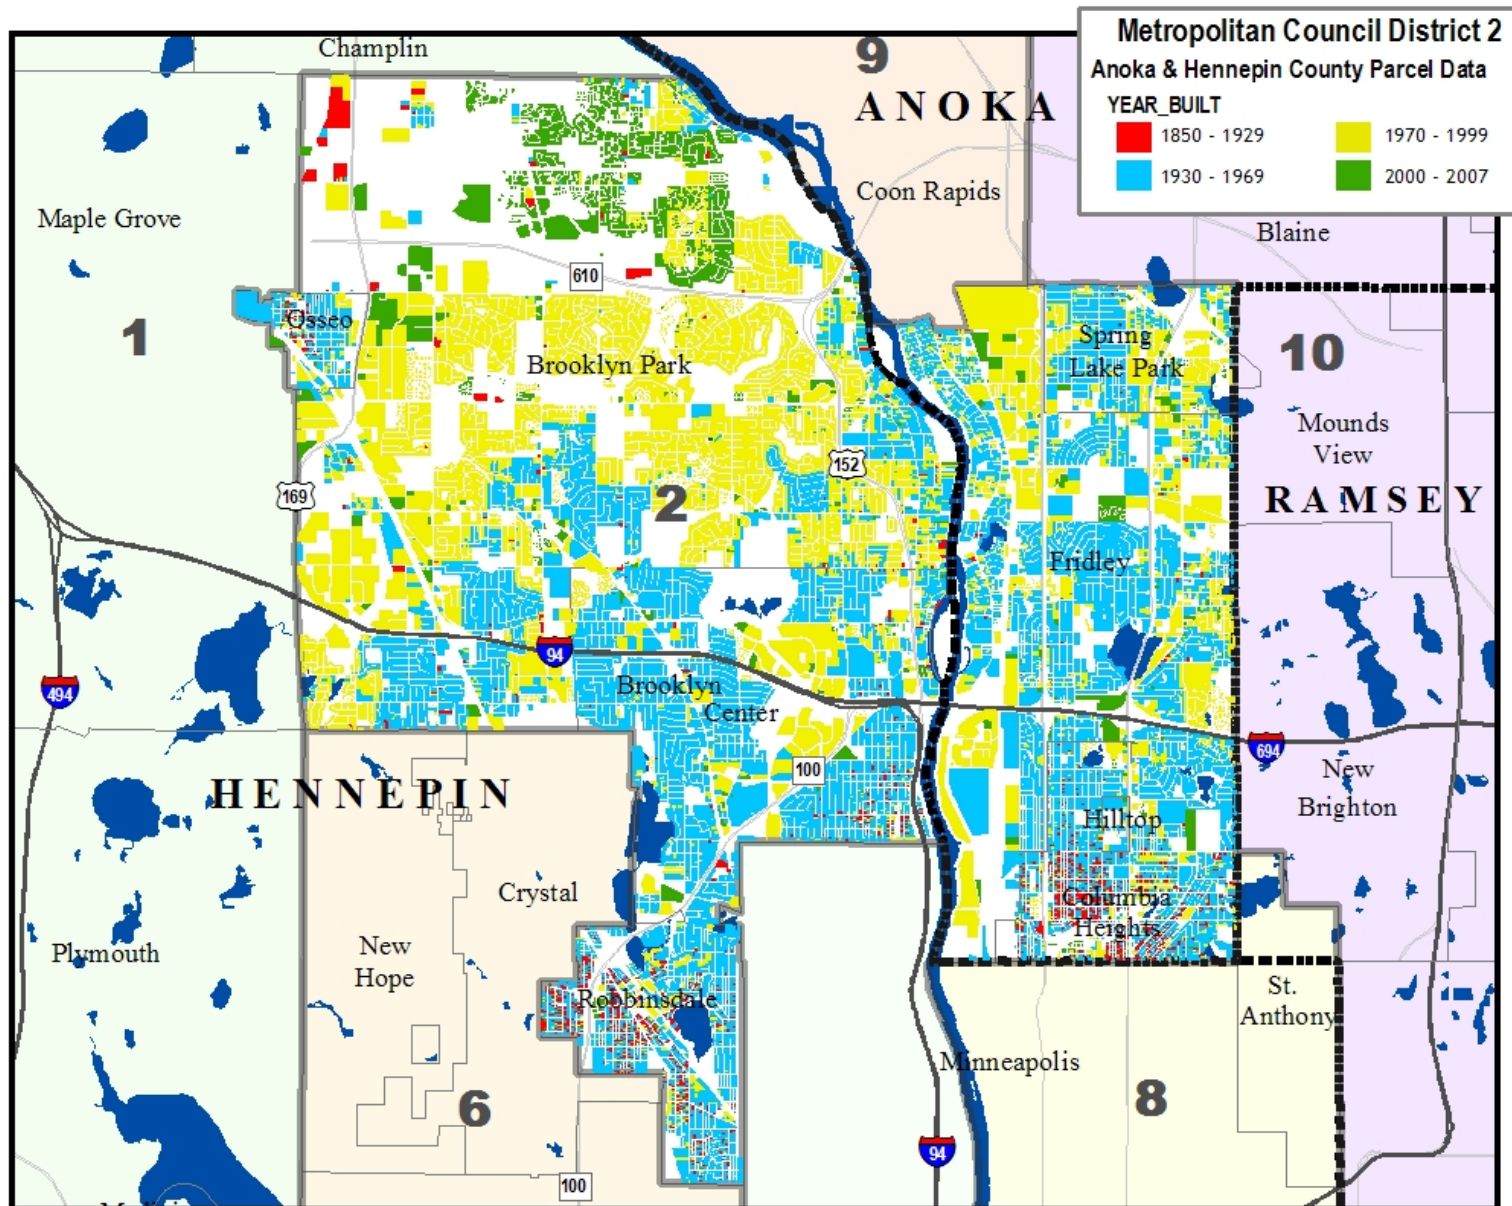 Metropolitan Council District 2
Anoka & Hennepin County Parcel Data
YEAR_BUILT
1850 - 1929
1970 - 1999
1930 - 1969
2000 - 2007
Champlin
9
ANOKA
Coon Rapids
Maple Grove
Blaine
610
1
Osseo
Brooklyn Park
Spring
Lake Park
10
Mounds
View
152
169
2
RAMSEY
Fridley
94
494
Brooklyn
Center
694
100
HENNEPIN
New
Brighton
Hilltop
Crystal
Columbia
Heights
Plymouth
New
Hope
Robbinsdale
St.
Anthony
Minneapolis
6
8
94
100